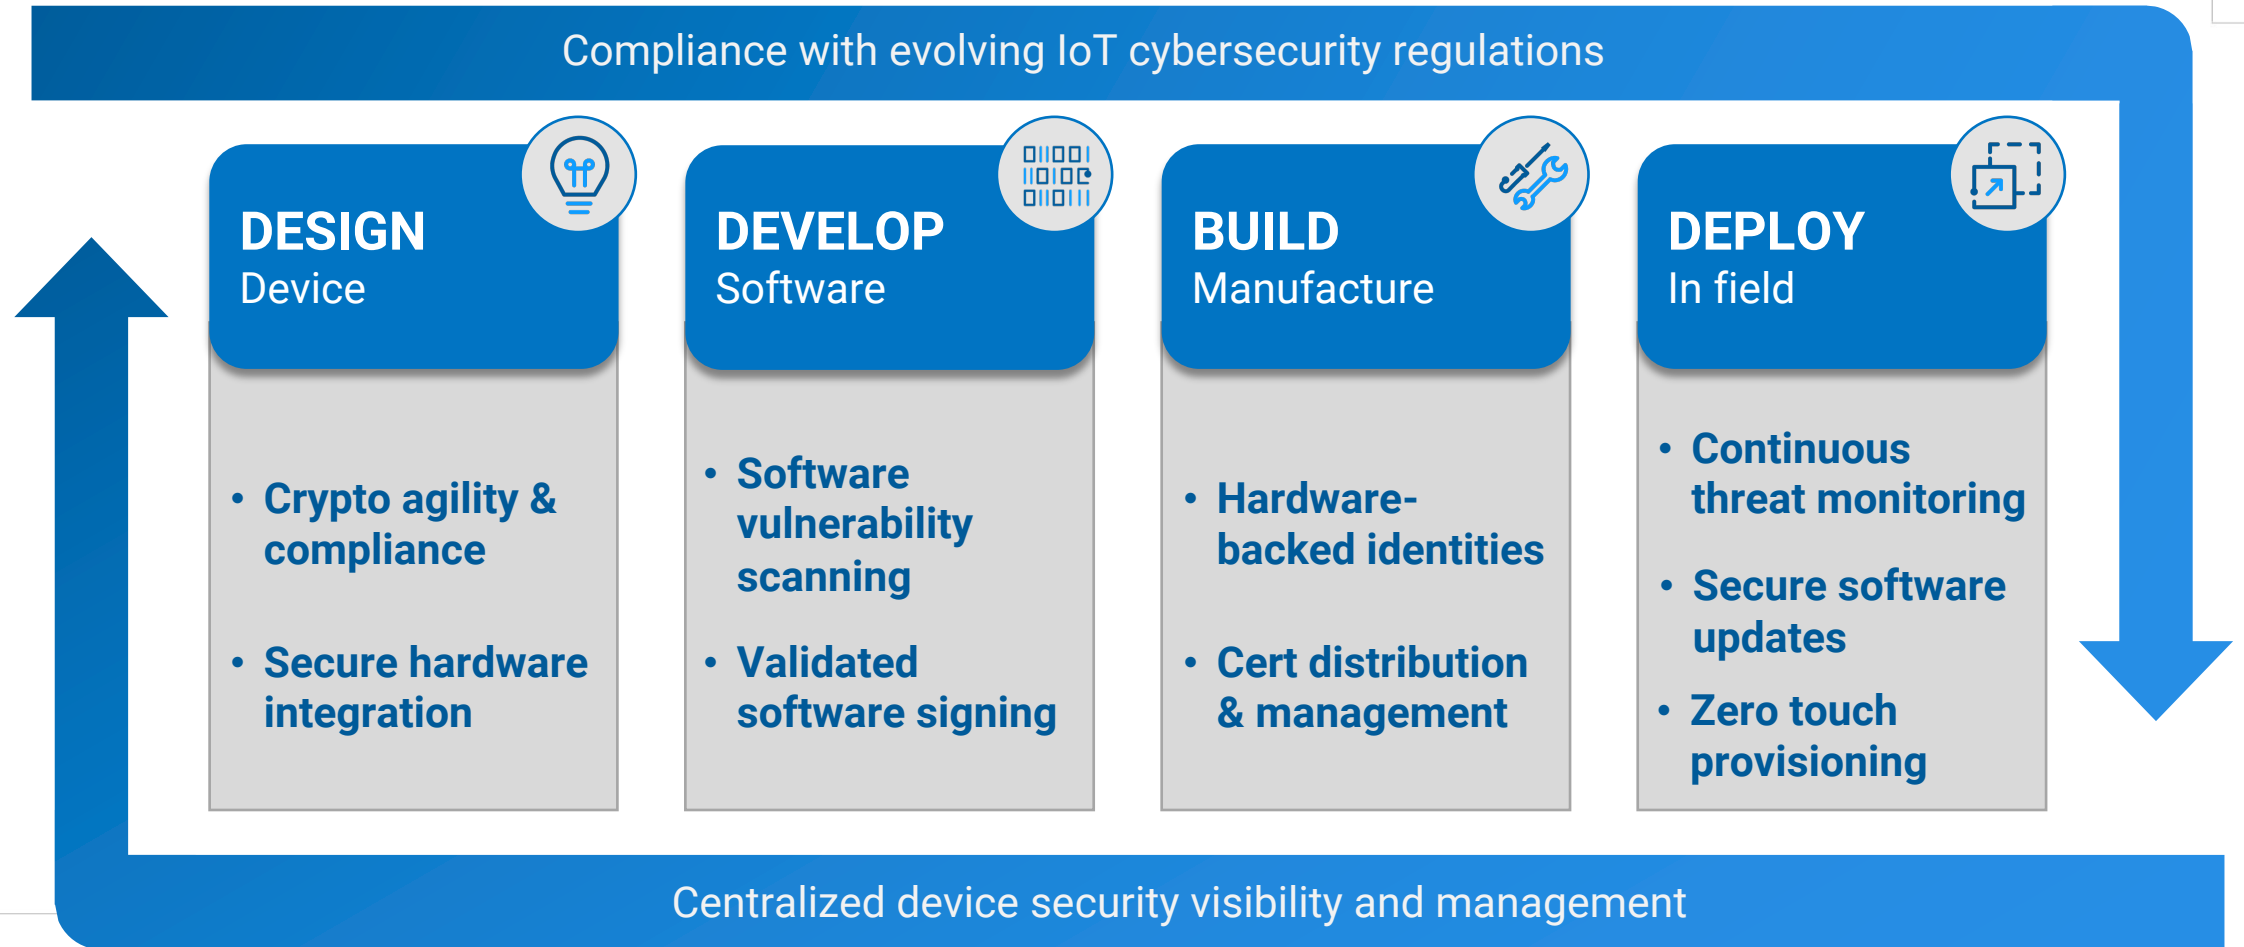 Compliance with evolving IoT cybersecurity regulations
DESIGN
Device
• Crypto agility &
compliance
• Secure hardware
integration
DEVELOP
Software
• Software
vulnerability
scanning
• Validated
software signing
BUILD
Manufacture
• Hardware-
backed identities
• Cert distribution
& management
DEPLOY
In field
• Continuous
threat monitoring
• Secure software
updates
• Zero touch
provisioning
Centralized device security visibility and management